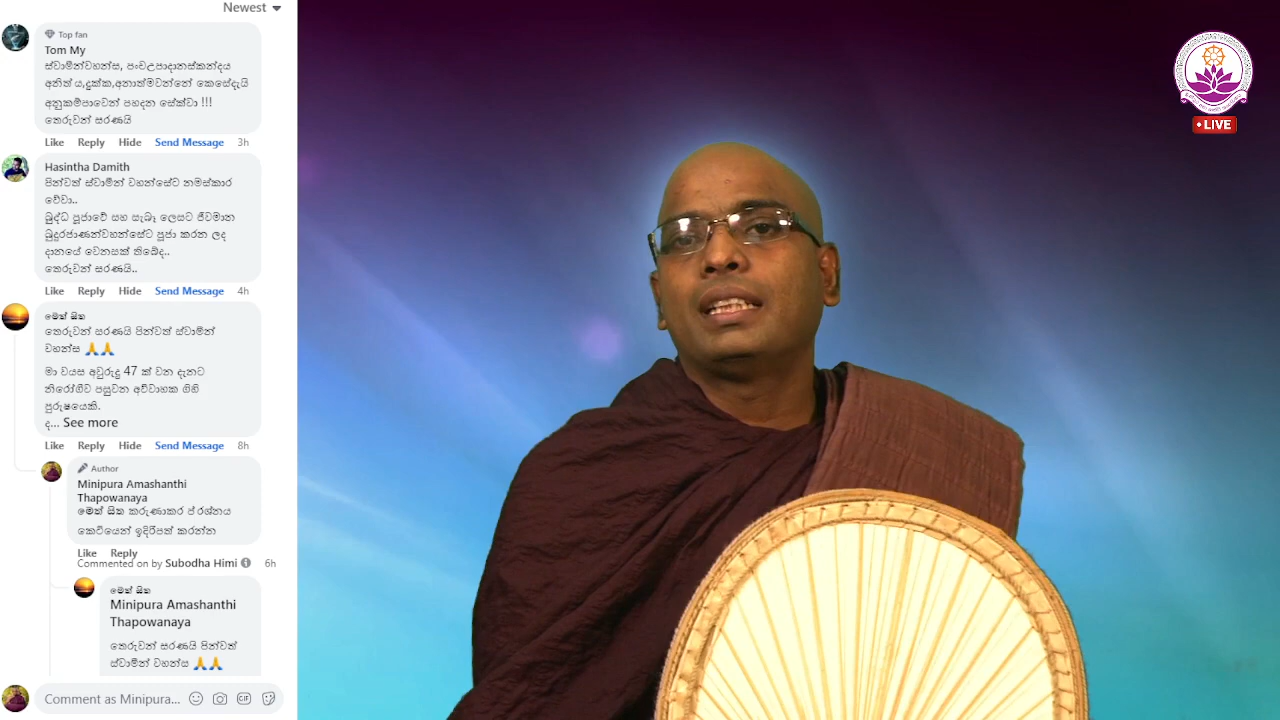 Newest
Top fan
Tom My
ස්වාමින්වහන්ස, පංචඋපාදානස්කන්දය
අනිත් ය,දුක්ක,අනාත්මවන්නේ කෙසේදැයි
අනුකම්පාවෙන් පහදන සේක්වා !!!
තෙරුවන් සරණයි
Like Reply Hide Send Message 3h
Hasintha Damith
පින්වත් ස්වාමින් වහන්සේට නමස්කාර
වේවා..
බුද්ධ පූජාවේ සහ සැබෑ ලෙසට ජීවමාන
බුදුරජාණන්වහන්සේට පූජා කරන ලද
දානයේ වෙනසක් තිබේද..
තෙරුවන් සරණයි..
Like Reply Hide Send Message 4h
මෙත් සිත
තෙරුවන් සරණයි පින්වත් ස්වාමින්
වහන්ස 🙏🙏
මා වයස අවුරුදු 47 ක් වන දැනට
නිරෝගීව පසුවන අවිවාහක ගිහි
පුරුෂයෙකි.
ද... See more
Like Reply Hide Send Message 8h
Author
Minipura Amashanthi
Thapowanaya
මෙත් සිත කරුණාකර ප් රශ්නය
කෙටියෙන් ඉදිරිපත් කරන්න
Like Reply
Commented on by Subodha Himi 6h
මෙත් සිත
Minipura Amashanthi
Thapowanaya
තෙරුවන් සරණයි පින්වත්
ස්වාමින් වහන්ස 🙏🙏
Comment as Minipura...
GIF
LIVE